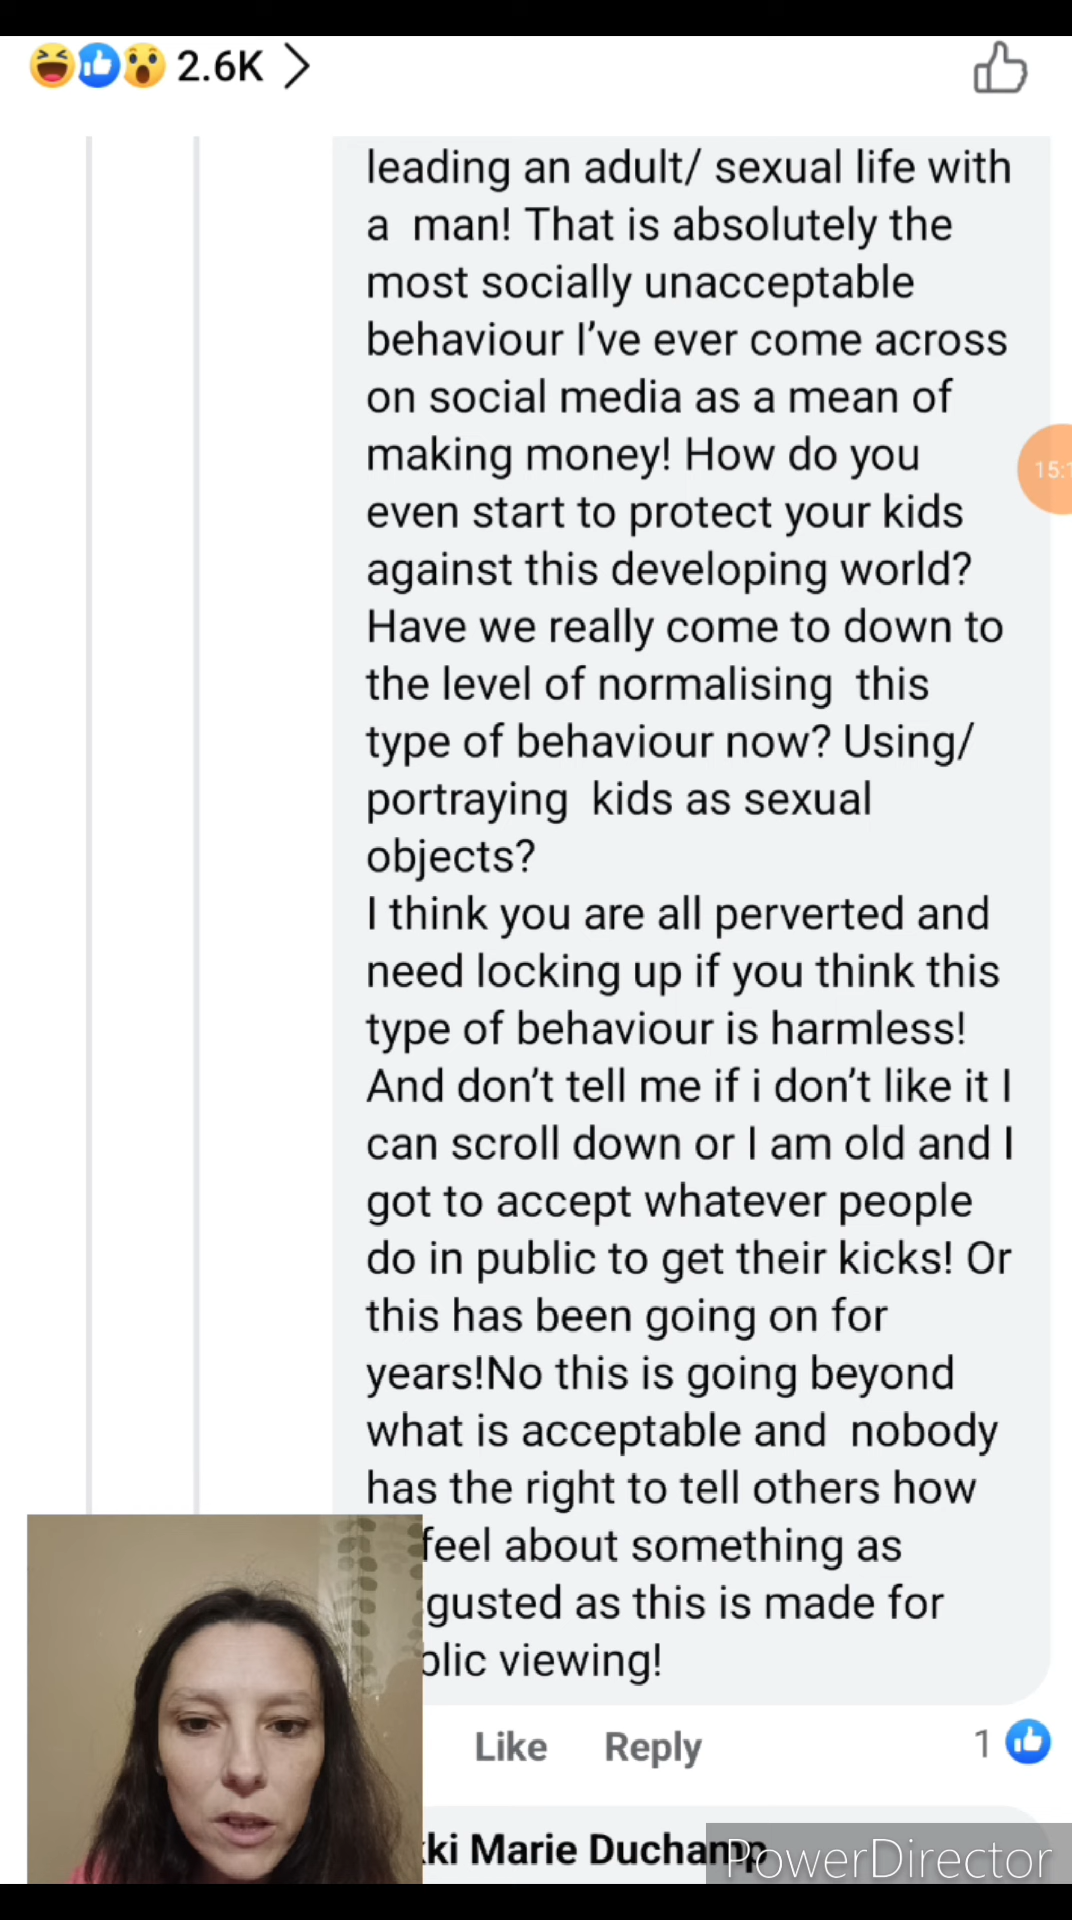 2.6K
leading an adult/ sexual life with
a man! That is absolutely the
most socially unacceptable
behaviour I've ever come across
on social media as a mean of
making money! How do you
even start to protect your kids
against this developing world?
Have we really come to down to
the level of normalising this
type of behaviour now? Using/
portraying kids as sexual
objects?
I think you are all perverted and
need locking up if you think this
type of behaviour is harmless!
And don't tell me if i don't like it I
can scroll down or I am old and I
got to accept whatever people
do in public to get their kicks! Or
this has been going on for
years!No this is going beyond
what is acceptable and nobody
has the right to tell others how
feel about something as
gusted as this is made for
blic viewing!
Like Reply 1
kki Marie Duchamp
PowerDirector
15:1